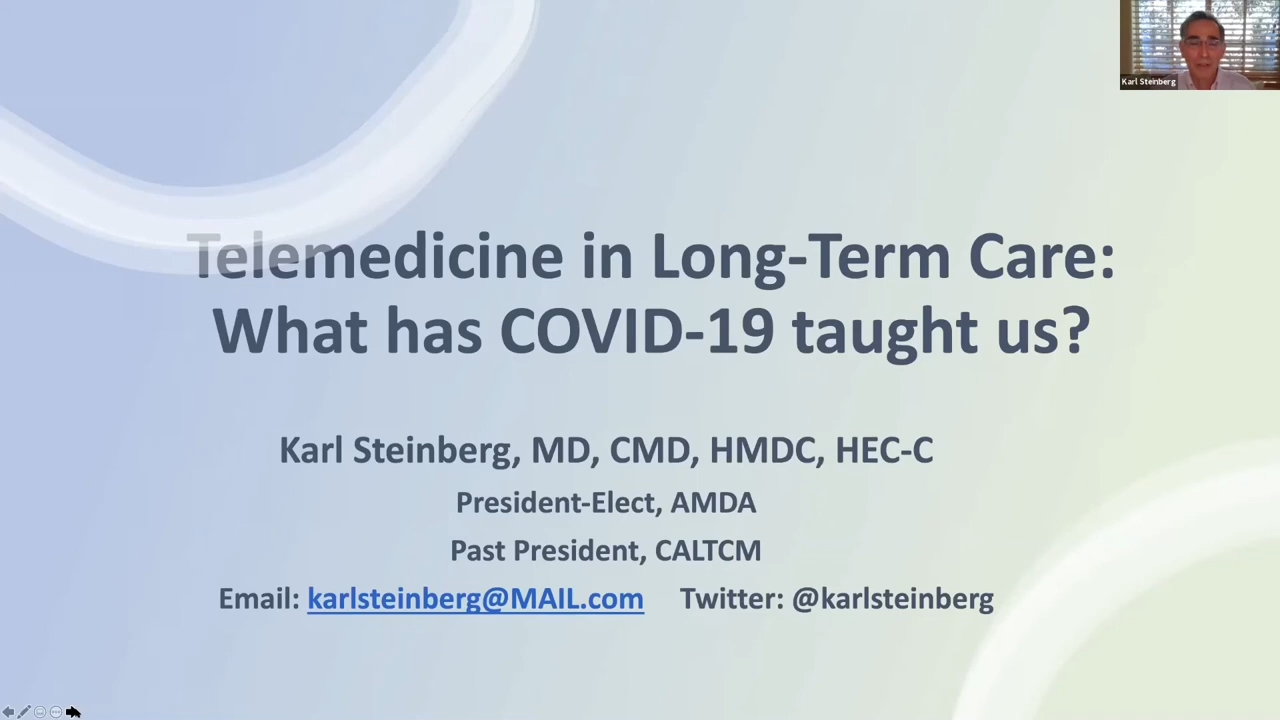 Karl Steinberg
Telemedicine in Long-Term Care:
What has COVID-19 taught us?
Karl Steinberg, MD, CMD, HMDC, HEC-C
President-Elect, AMDA
Past President, CALTCM
Email: karlsteinberg@MAIL.com Twitter: @karlsteinberg